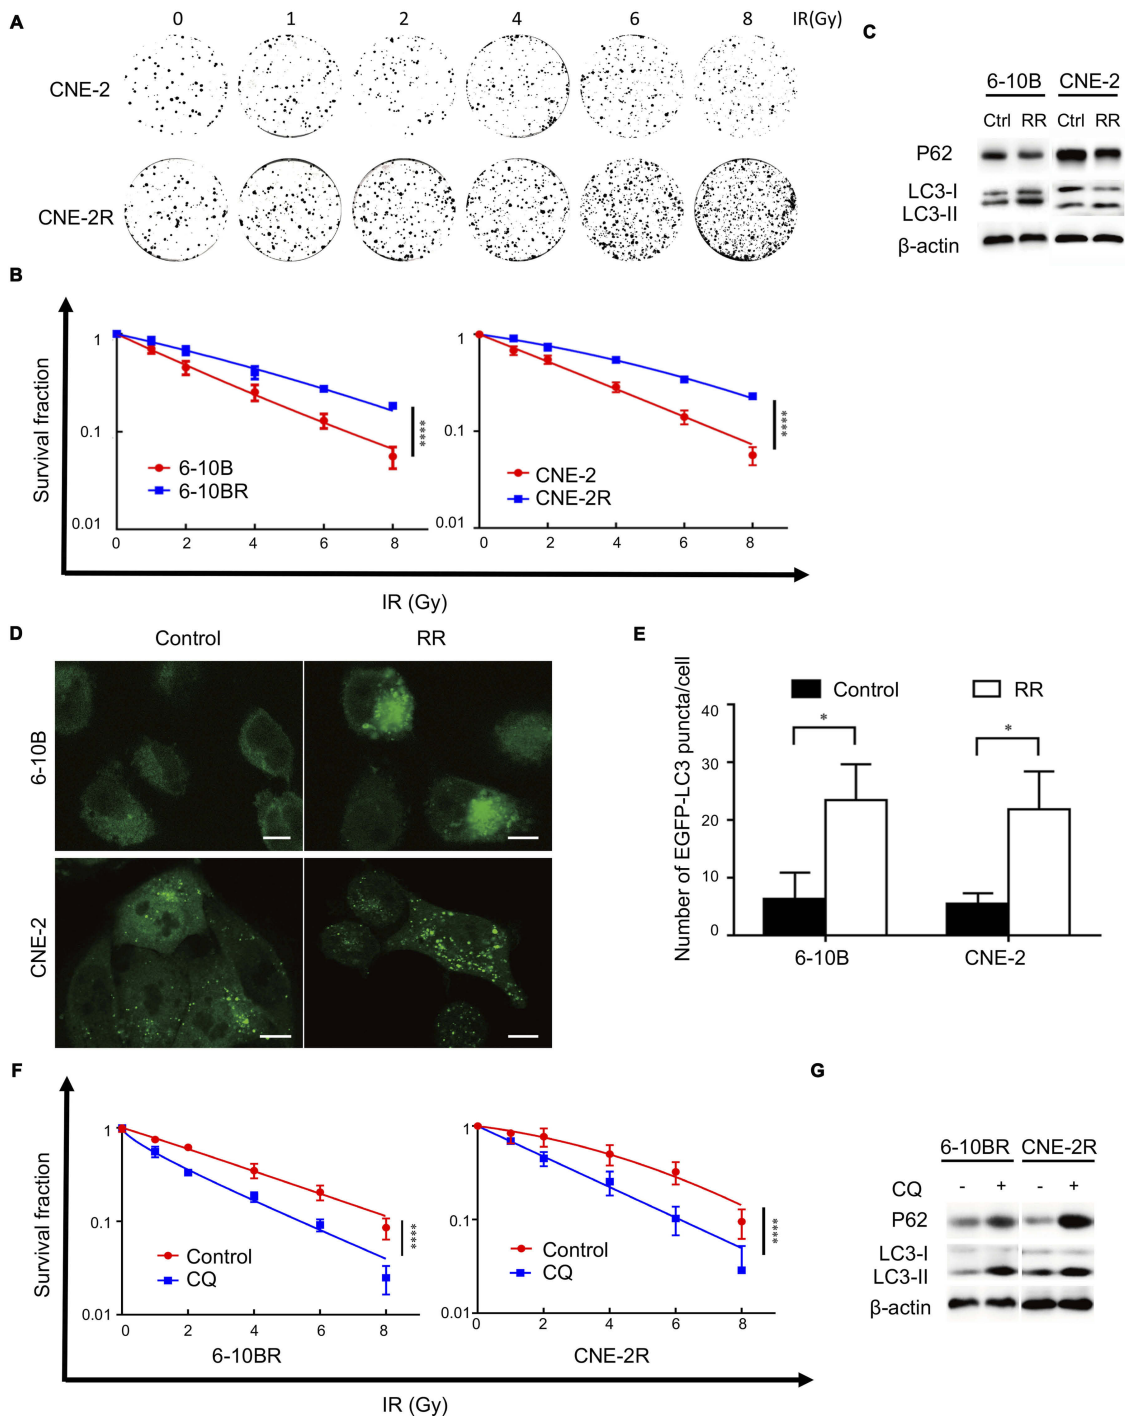 A
0 1 2 4 6 8 IR(Gy)
CNE-2
CNE-2R
B
Survival fraction
1
0.1
0.01
0 2 4 6 8
6-10B
6-10BR
****
1
0.1
0.01
0 2 4 6 8
CNE-2
CNE-2R
****
IR (Gy)
C
6-10B CNE-2
Ctrl RR Ctrl RR
P62
LC3-I
LC3-II
β-actin
D
Control RR
6-10B
CNE-2
E
Number of EGFP-LC3 puncta/cell
Control RR
40
30
20
10
0
* *
6-10B CNE-2
F
Survival fraction
1
0.1
0.01
0 2 4 6 8
Control
CQ
****
6-10BR
1
0.1
0.01
0 2 4 6 8
Control
CQ
****
CNE-2R
IR (Gy)
G
6-10BR CNE-2R
CQ - + - +
P62
LC3-I
LC3-II
β-actin